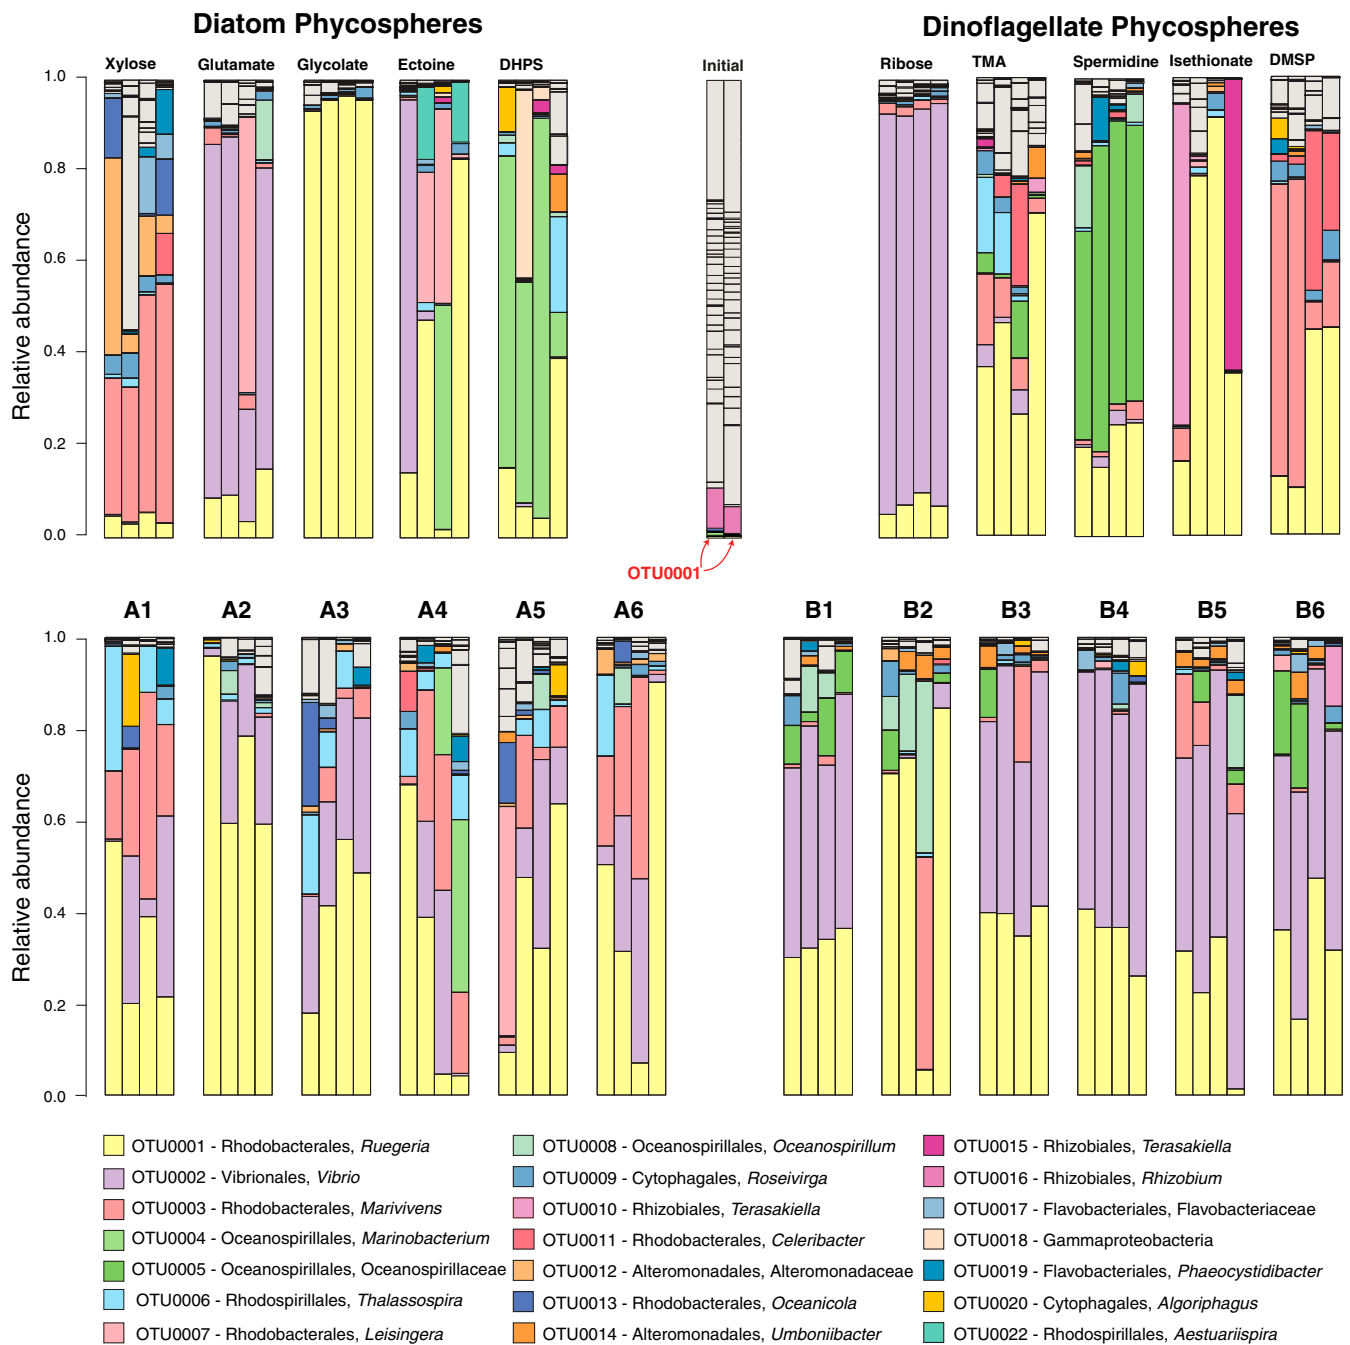 Diatom Phycospheres
Dinoflagellate Phycospheres
Xylose Glutamate Glycolate Ectoine DHPS Initial Ribose TMA Spermidine Isethionate DMSP
Relative abundance
1.0
0.8
0.6
0.4
0.2
0.0
OTU0001
A1 A2 A3 A4 A5 A6 B1 B2 B3 B4 B5 B6
Relative abundance
1.0
0.8
0.6
0.4
0.2
0.0
OTU0001 - Rhodobacterales, Ruegeria
OTU0002 - Vibrionales, Vibrio
OTU0003 - Rhodobacterales, Marivivens
OTU0004 - Oceanospirillales, Marinobacterium
OTU0005 - Oceanospirillales, Oceanospirillaceae
OTU0006 - Rhodospirillales, Thalassospira
OTU0007 - Rhodobacterales, Leisingera
OTU0008 - Oceanospirillales, Oceanospirillum
OTU0009 - Cytophagales, Roseivirga
OTU0010 - Rhizobiales, Terasakiella
OTU0011 - Rhodobacterales, Celeribacter
OTU0012 - Alteromonadales, Alteromonadaceae
OTU0013 - Rhodobacterales, Oceanicola
OTU0014 - Alteromonadales, Umboniibacter
OTU0015 - Rhizobiales, Terasakiella
OTU0016 - Rhizobiales, Rhizobium
OTU0017 - Flavobacteriales, Flavobacteriaceae
OTU0018 - Gammaproteobacteria
OTU0019 - Flavobacteriales, Phaeocystidibacter
OTU0020 - Cytophagales, Algoriphagus
OTU0022 - Rhodospirillales, Aestuariispira